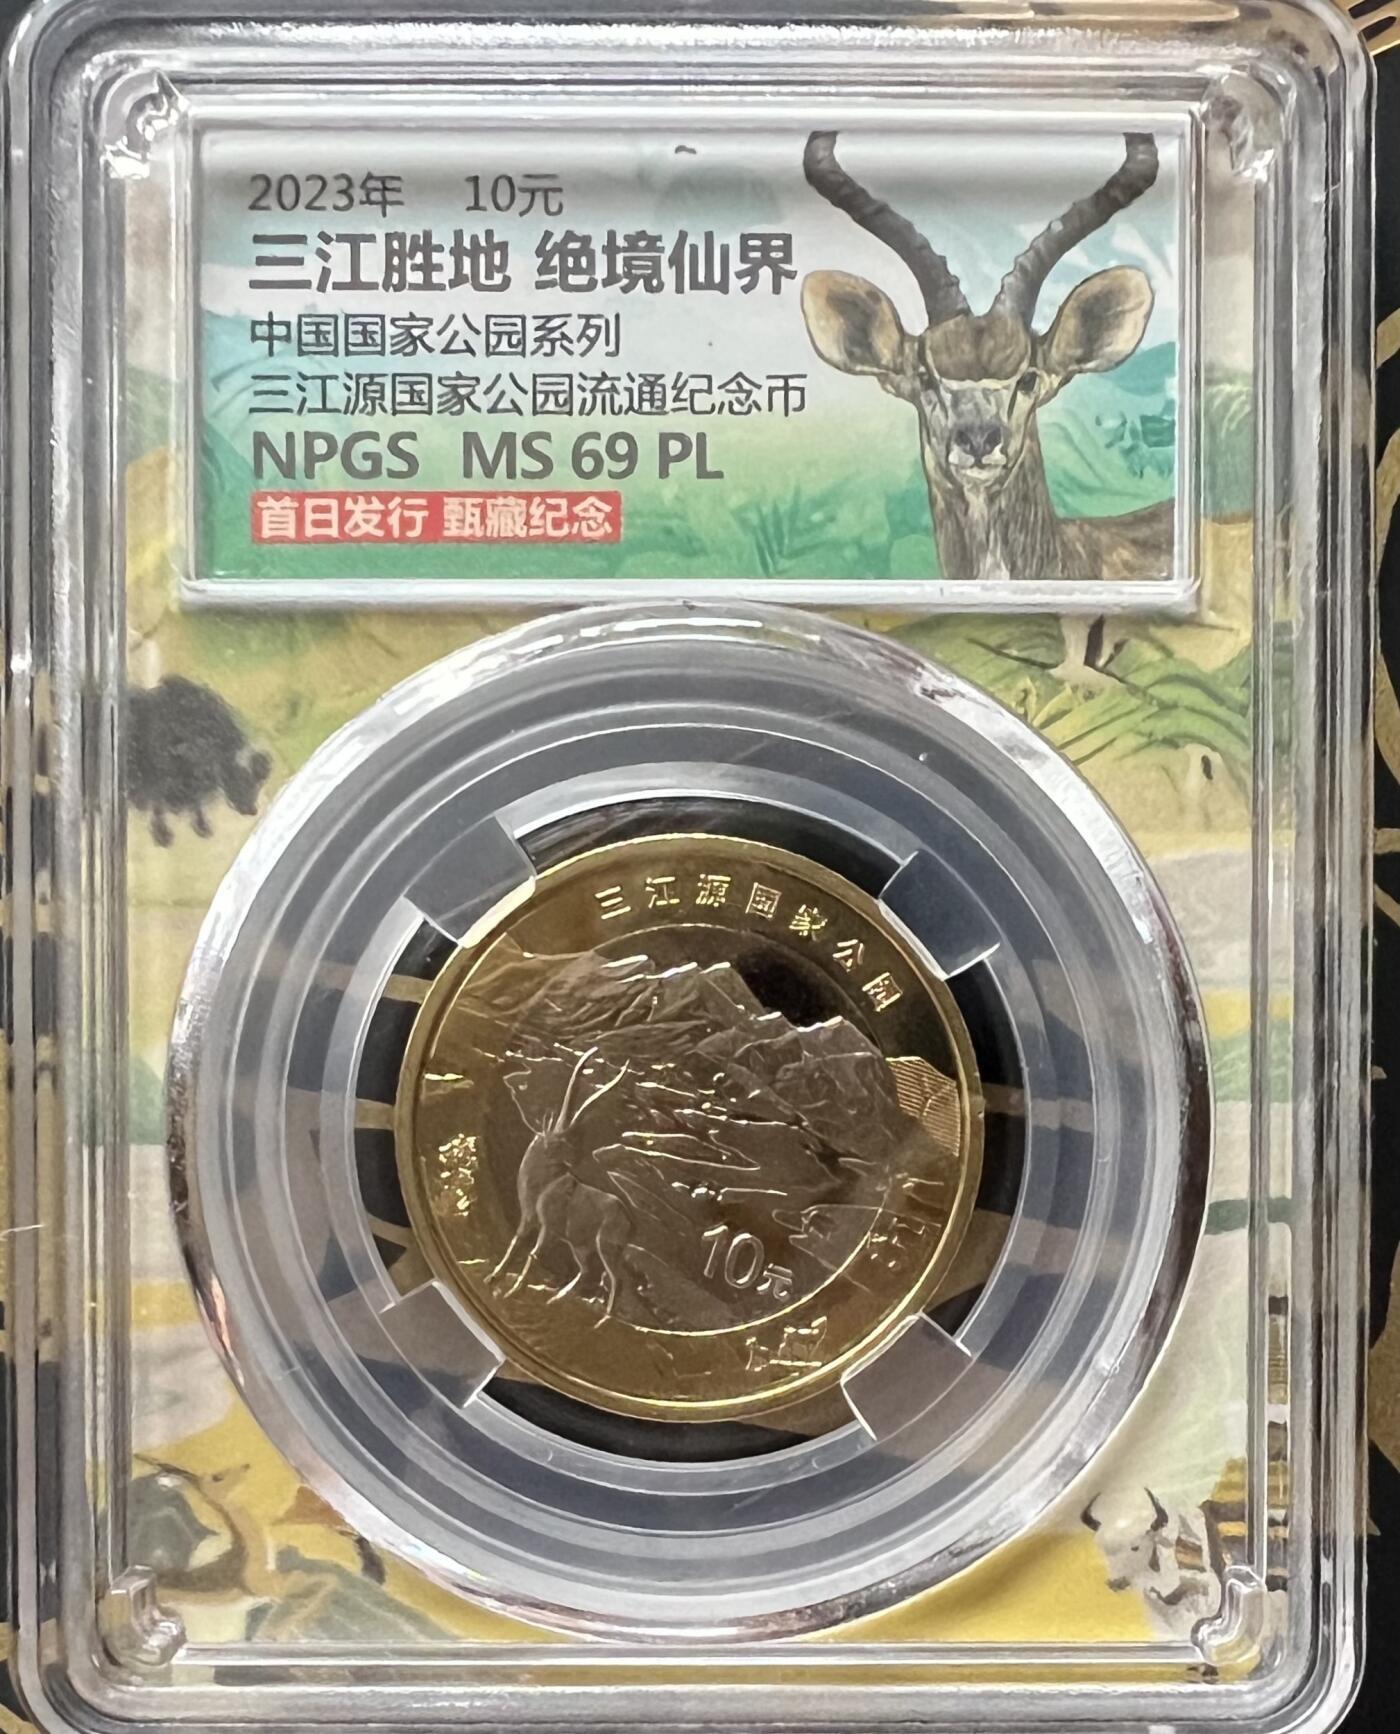 2023年 10元
三江胜地 绝境仙界
中国国家公园系列
三江源国家公园流通纪念币
NPGS MS 69 PL
首日发行 甄藏纪念
三江源国家公园
10元